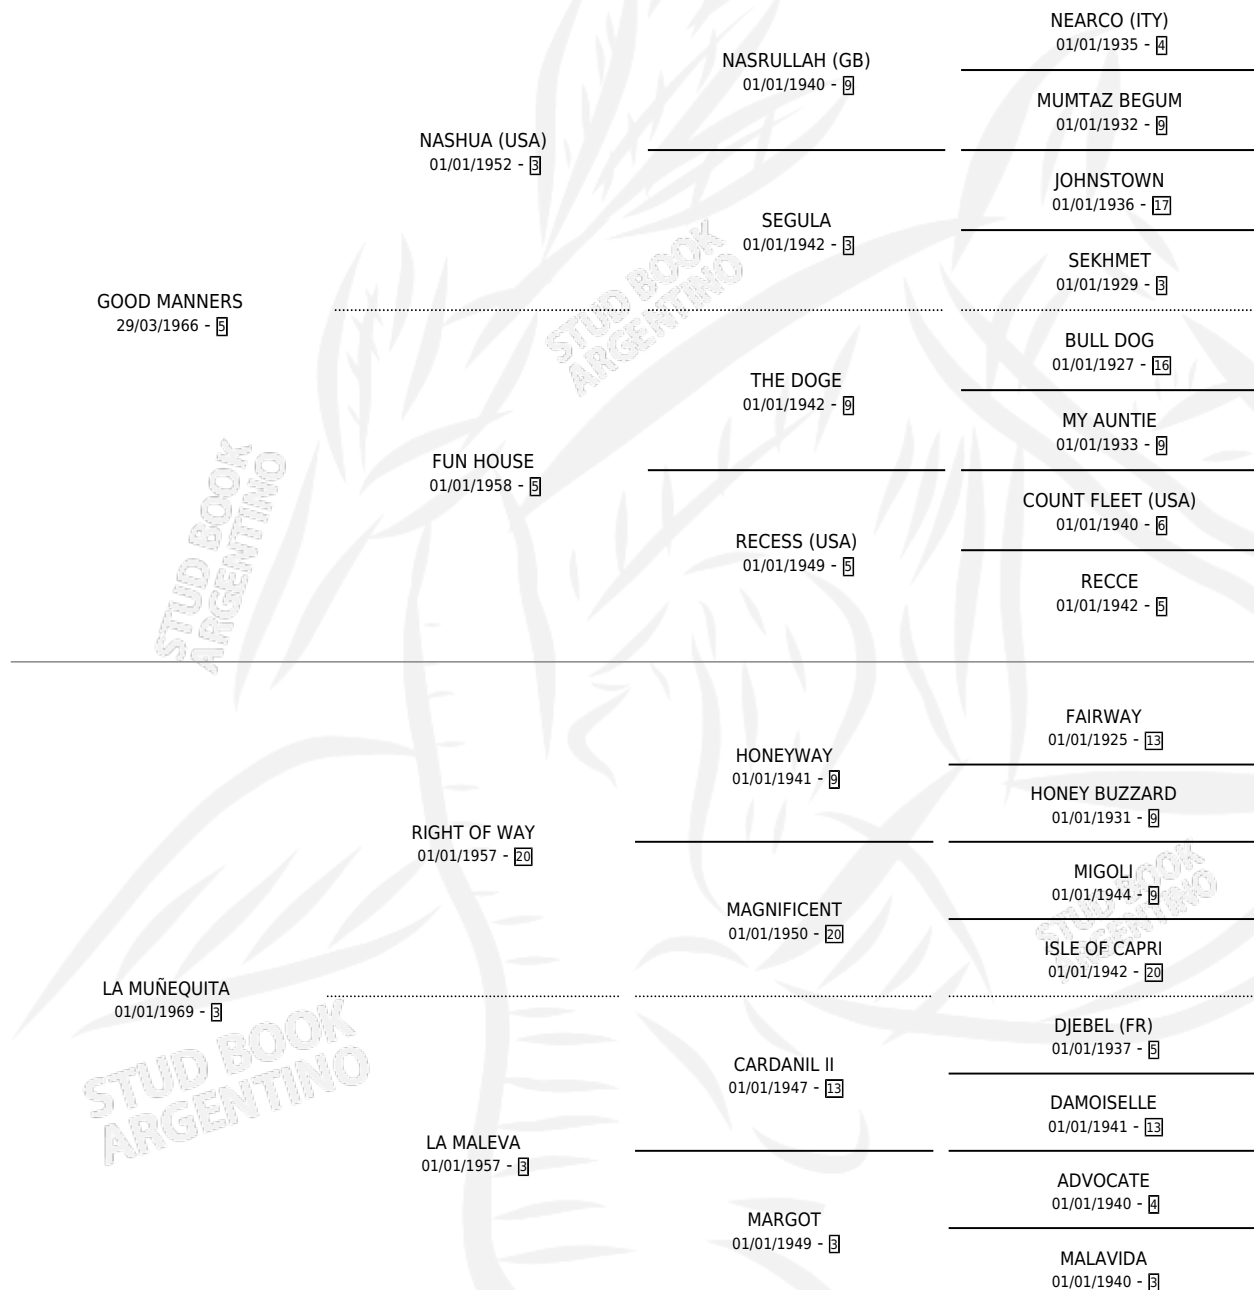 NEARCO (ITY)
01/01/1935 - 4
NASRULLAH (GB)
01/01/1940 - 9
MUMTAZ BEGUM
01/01/1932 - 9
NASHUA (USA)
01/01/1952 - 3
JOHNSTOWN
01/01/1936 - 17
SEGULA
01/01/1942 - 3
SEKHMET
01/01/1929 - 3
GOOD MANNERS
29/03/1966 - 5
BULL DOG
01/01/1927 - 16
THE DOGE
01/01/1942 - 9
MY AUNTIE
01/01/1933 - 9
FUN HOUSE
01/01/1958 - 5
COUNT FLEET (USA)
01/01/1940 - 6
RECESS (USA)
01/01/1949 - 5
RECCE
01/01/1942 - 5
FAIRWAY
01/01/1925 - 13
HONEYWAY
01/01/1941 - 9
HONEY BUZZARD
01/01/1931 - 9
RIGHT OF WAY
01/01/1957 - 20
MIGOLI
01/01/1944 - 9
MAGNIFICENT
01/01/1950 - 20
ISLE OF CAPRI
01/01/1942 - 20
LA MUÑEQUITA
01/01/1969 - 3
DJEBEL (FR)
01/01/1937 - 5
CARDANIL II
01/01/1947 - 13
DAMOISELLE
01/01/1941 - 13
LA MALEVA
01/01/1957 - 3
ADVOCATE
01/01/1940 - 4
MARGOT
01/01/1949 - 3
MALAVIDA
01/01/1940 - 3
STUD BOOK
ARGENTINO
STUD BOOK
ARGENTINO
STUD BOOK
ARGENTINO
STUD BOOK
ARGENTINO